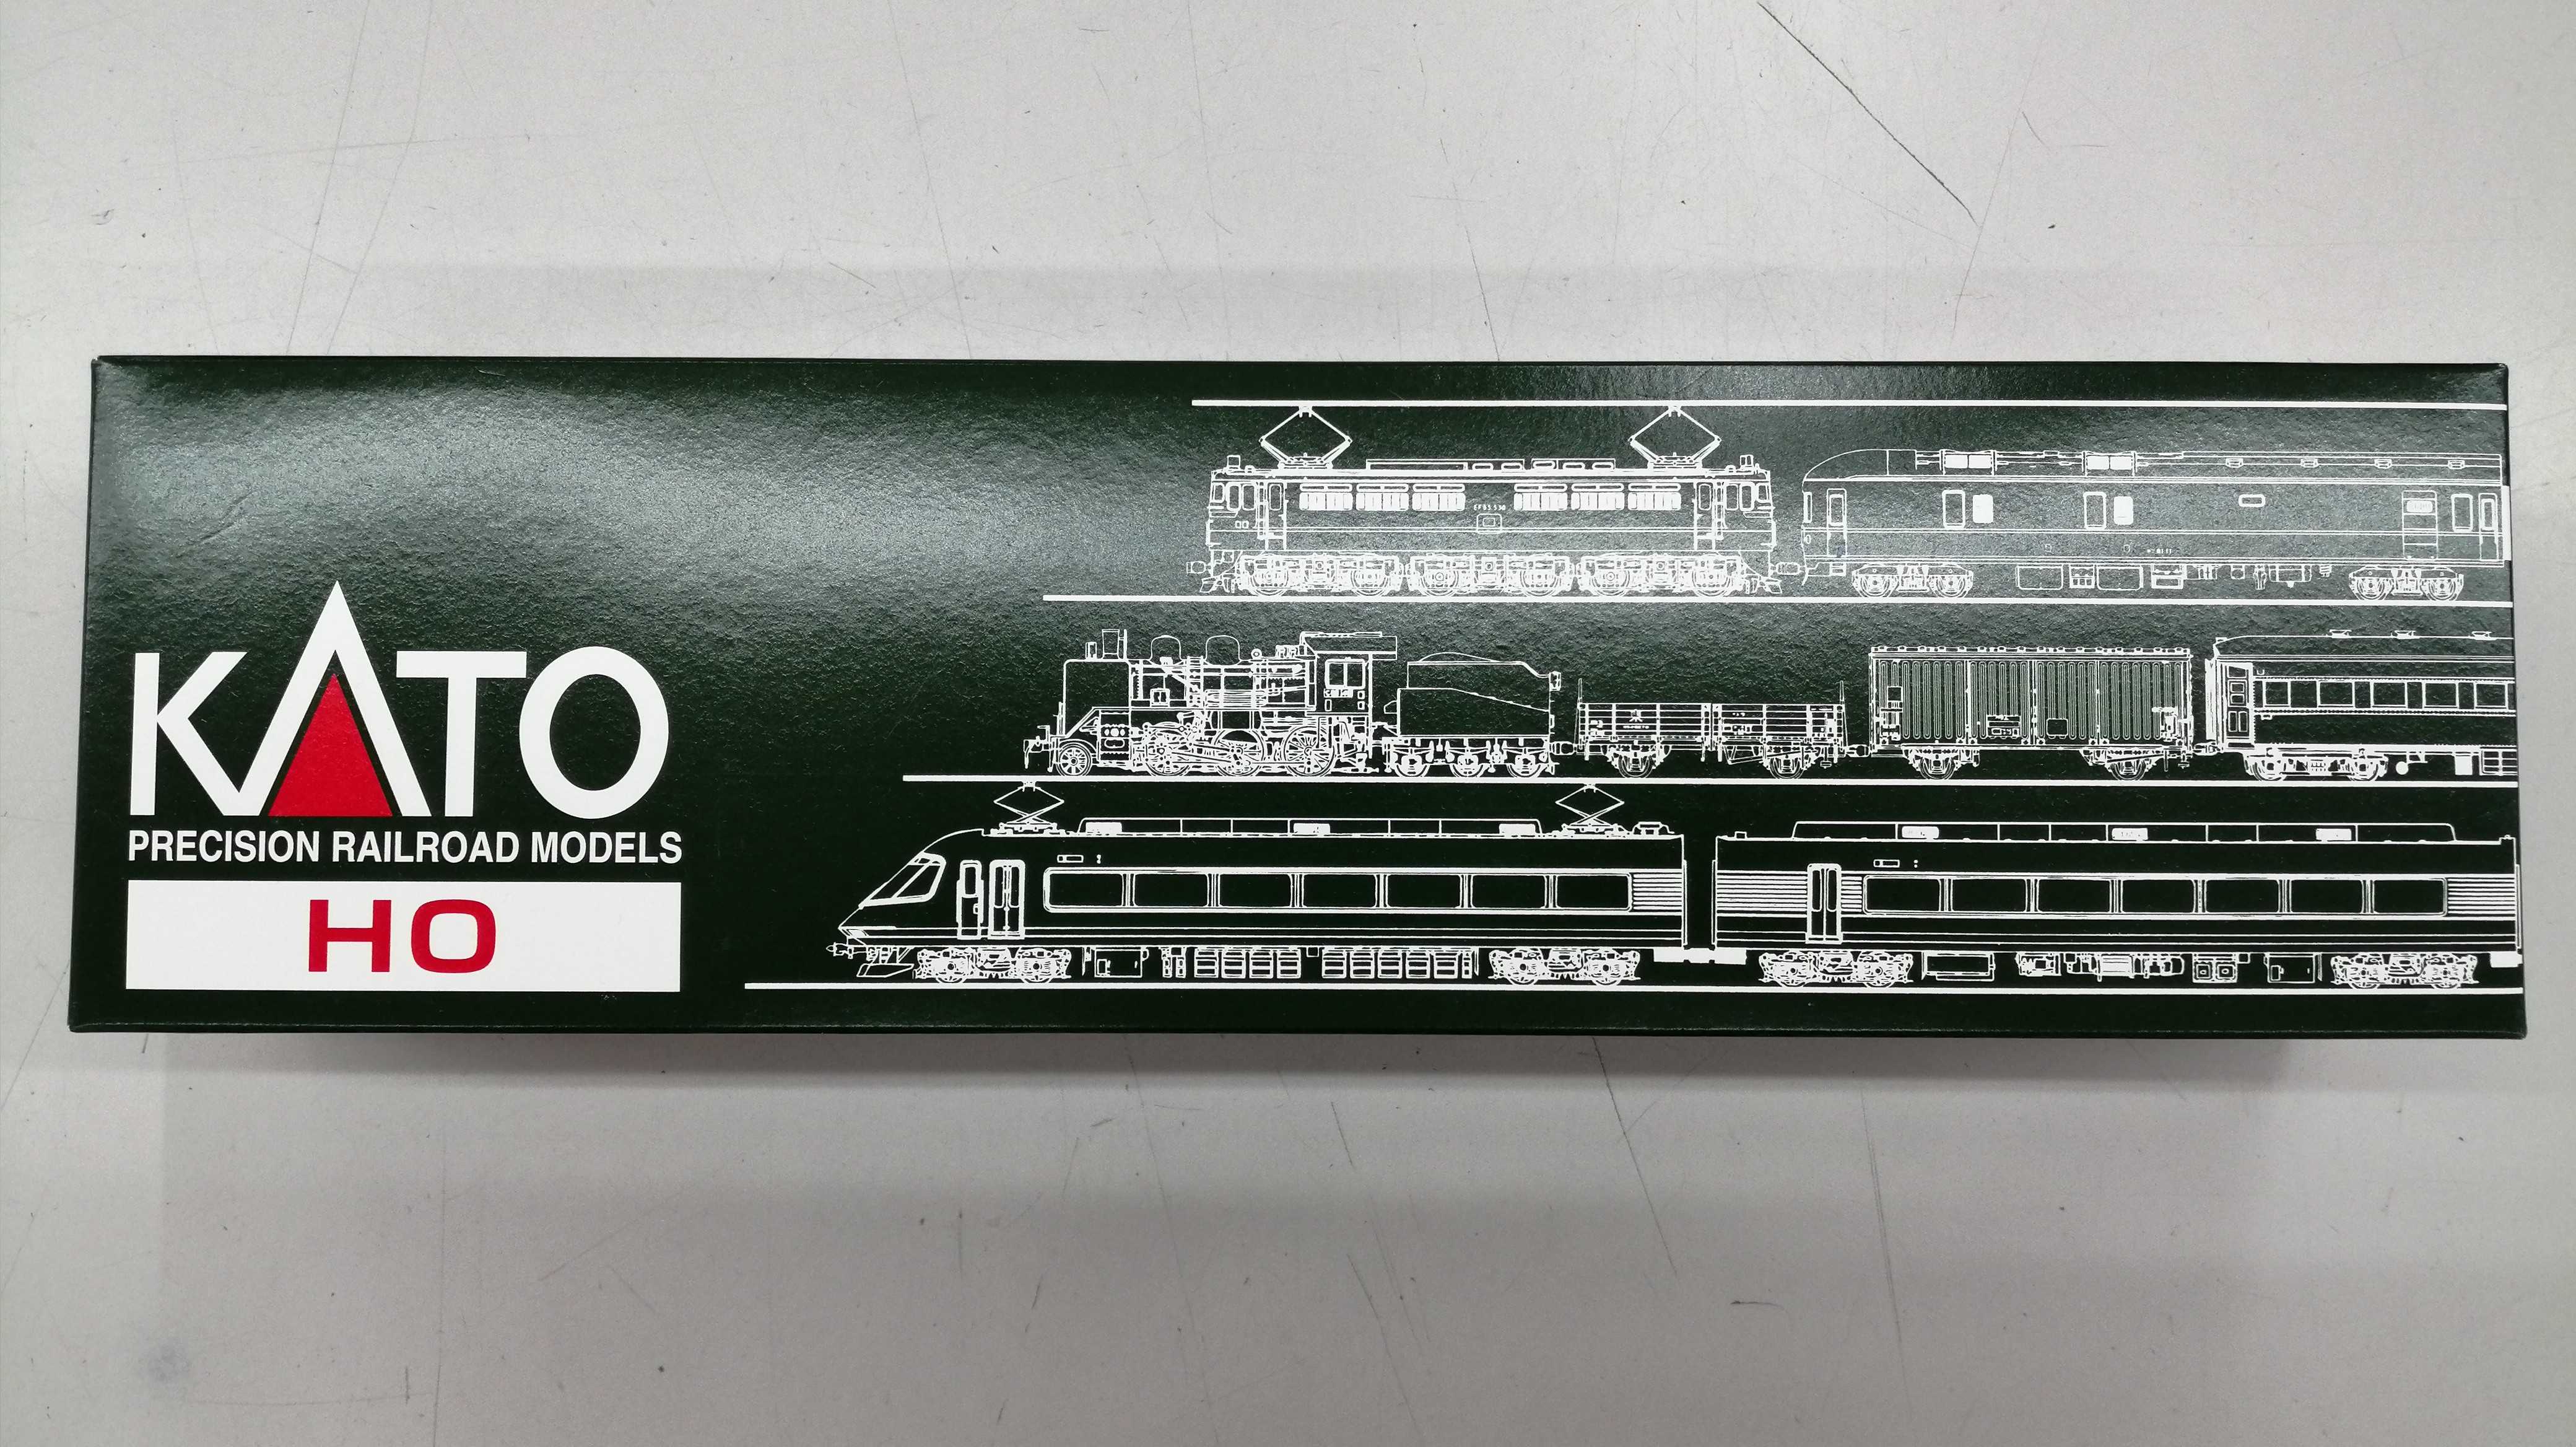 KATO
PRECISION RAILROAD MODELS
HO